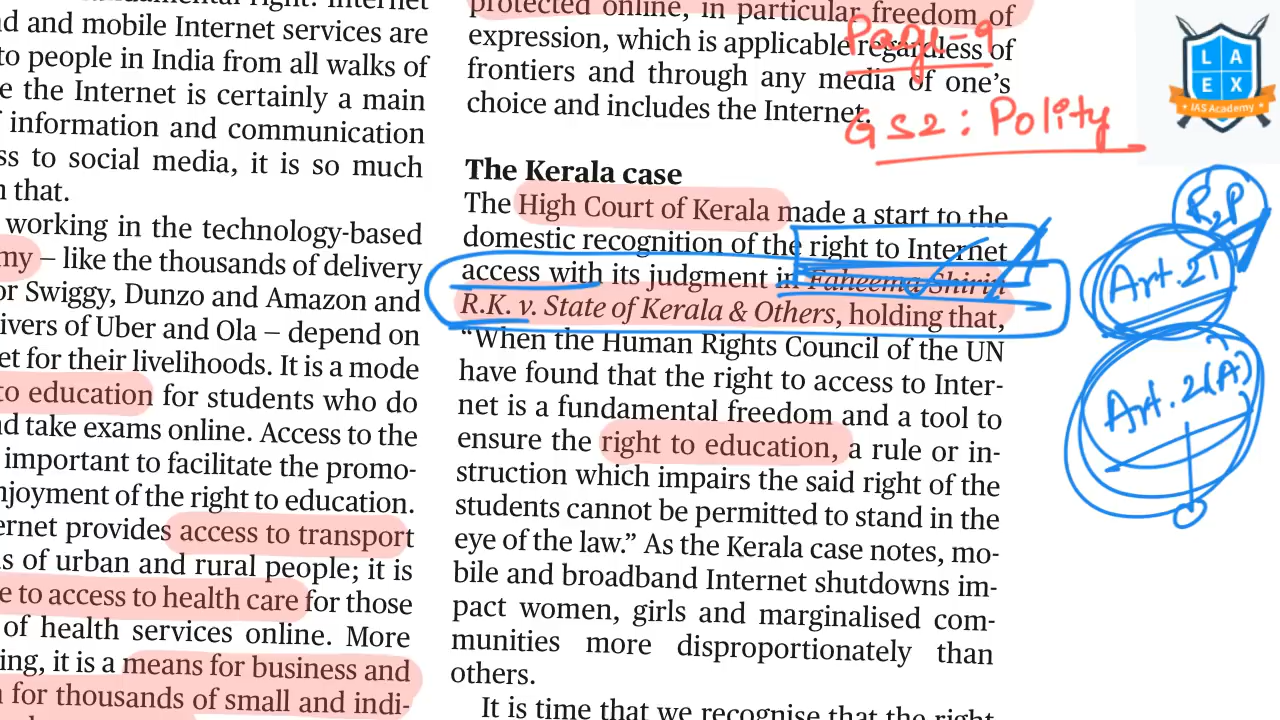 fundamental right. Internet
and mobile Internet services are
to people in India from all walks of
the Internet is certainly a main
information and communication
to social media, it is so much
that.
working in the technology-based
my – like the thousands of delivery
or Swiggy, Dunzo and Amazon and
ivers of Uber and Ola – depend on
et for their livelihoods. It is a mode
to education for students who do
nd take exams online. Access to the
important to facilitate the promo-
njoyment of the right to education.
ernet provides access to transport
s of urban and rural people; it is
e to access to health care for those
of health services online. More
ing, it is a means for business and
for thousands of small and indi-
protected online, in particular freedom of
expression, which is applicable regardless of
frontiers and through any media of one’s
choice and includes the Internet.
The Kerala case
The High Court of Kerala made a start to the
domestic recognition of the right to Internet
access with its judgment in Faheema Shirin
R.K. v. State of Kerala & Others, holding that,
“When the Human Rights Council of the UN
have found that the right to access to Inter-
net is a fundamental freedom and a tool to
ensure the right to education, a rule or in-
struction which impairs the said right of the
students cannot be permitted to stand in the
eye of the law.” As the Kerala case notes, mo-
bile and broadband Internet shutdowns im-
pact women, girls and marginalised com-
munities more disproportionately than
others.
It is time that we recognise that the right
Page-9
GS2 : Polity
L A
E X
IAS Academy
R2P
Art. 21
Art. 21(A)